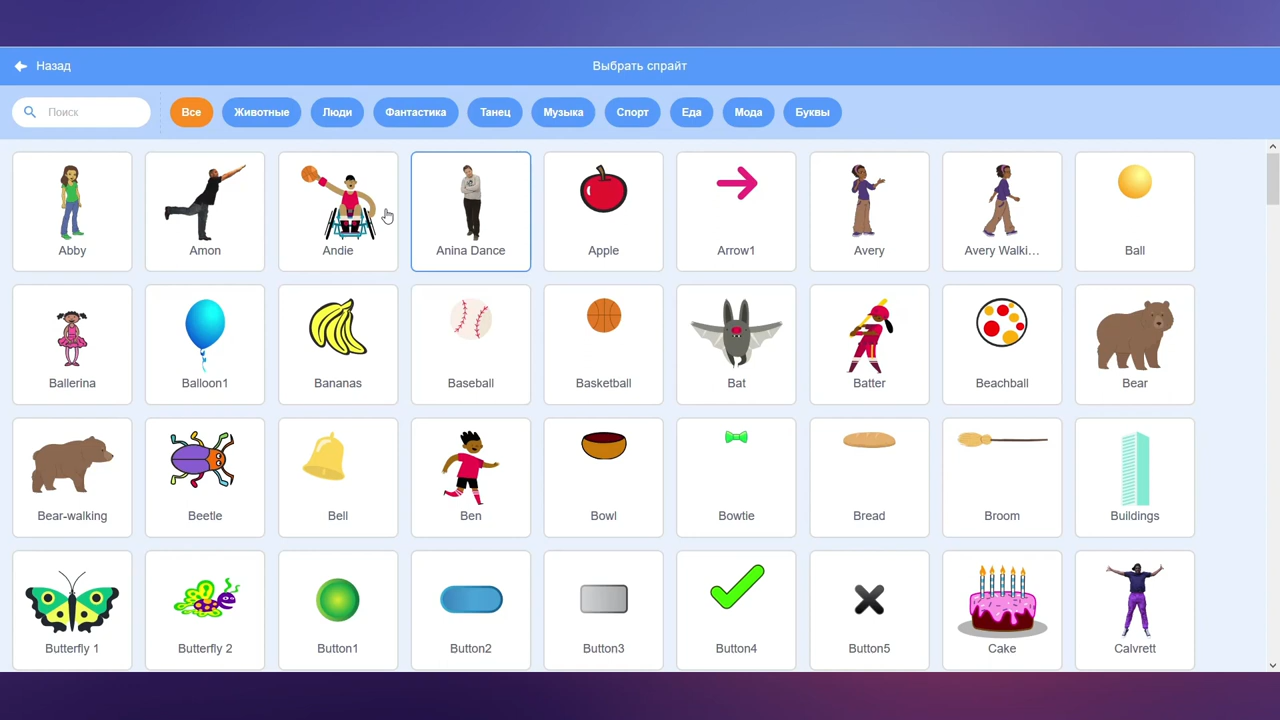 Назад
Выбрать спрайт
Поиск
Все
Животные
Люди
Фантастика
Танец
Музыка
Спорт
Еда
Мода
Буквы
Abby
Amon
Andie
Anina Dance
Apple
Arrow1
Avery
Avery Walki...
Ball
Ballerina
Balloon1
Bananas
Baseball
Basketball
Bat
Batter
Beachball
Bear
Bear-walking
Beetle
Bell
Ben
Bowl
Bowtie
Bread
Broom
Buildings
Butterfly 1
Butterfly 2
Button1
Button2
Button3
Button4
Button5
Cake
Calvrett